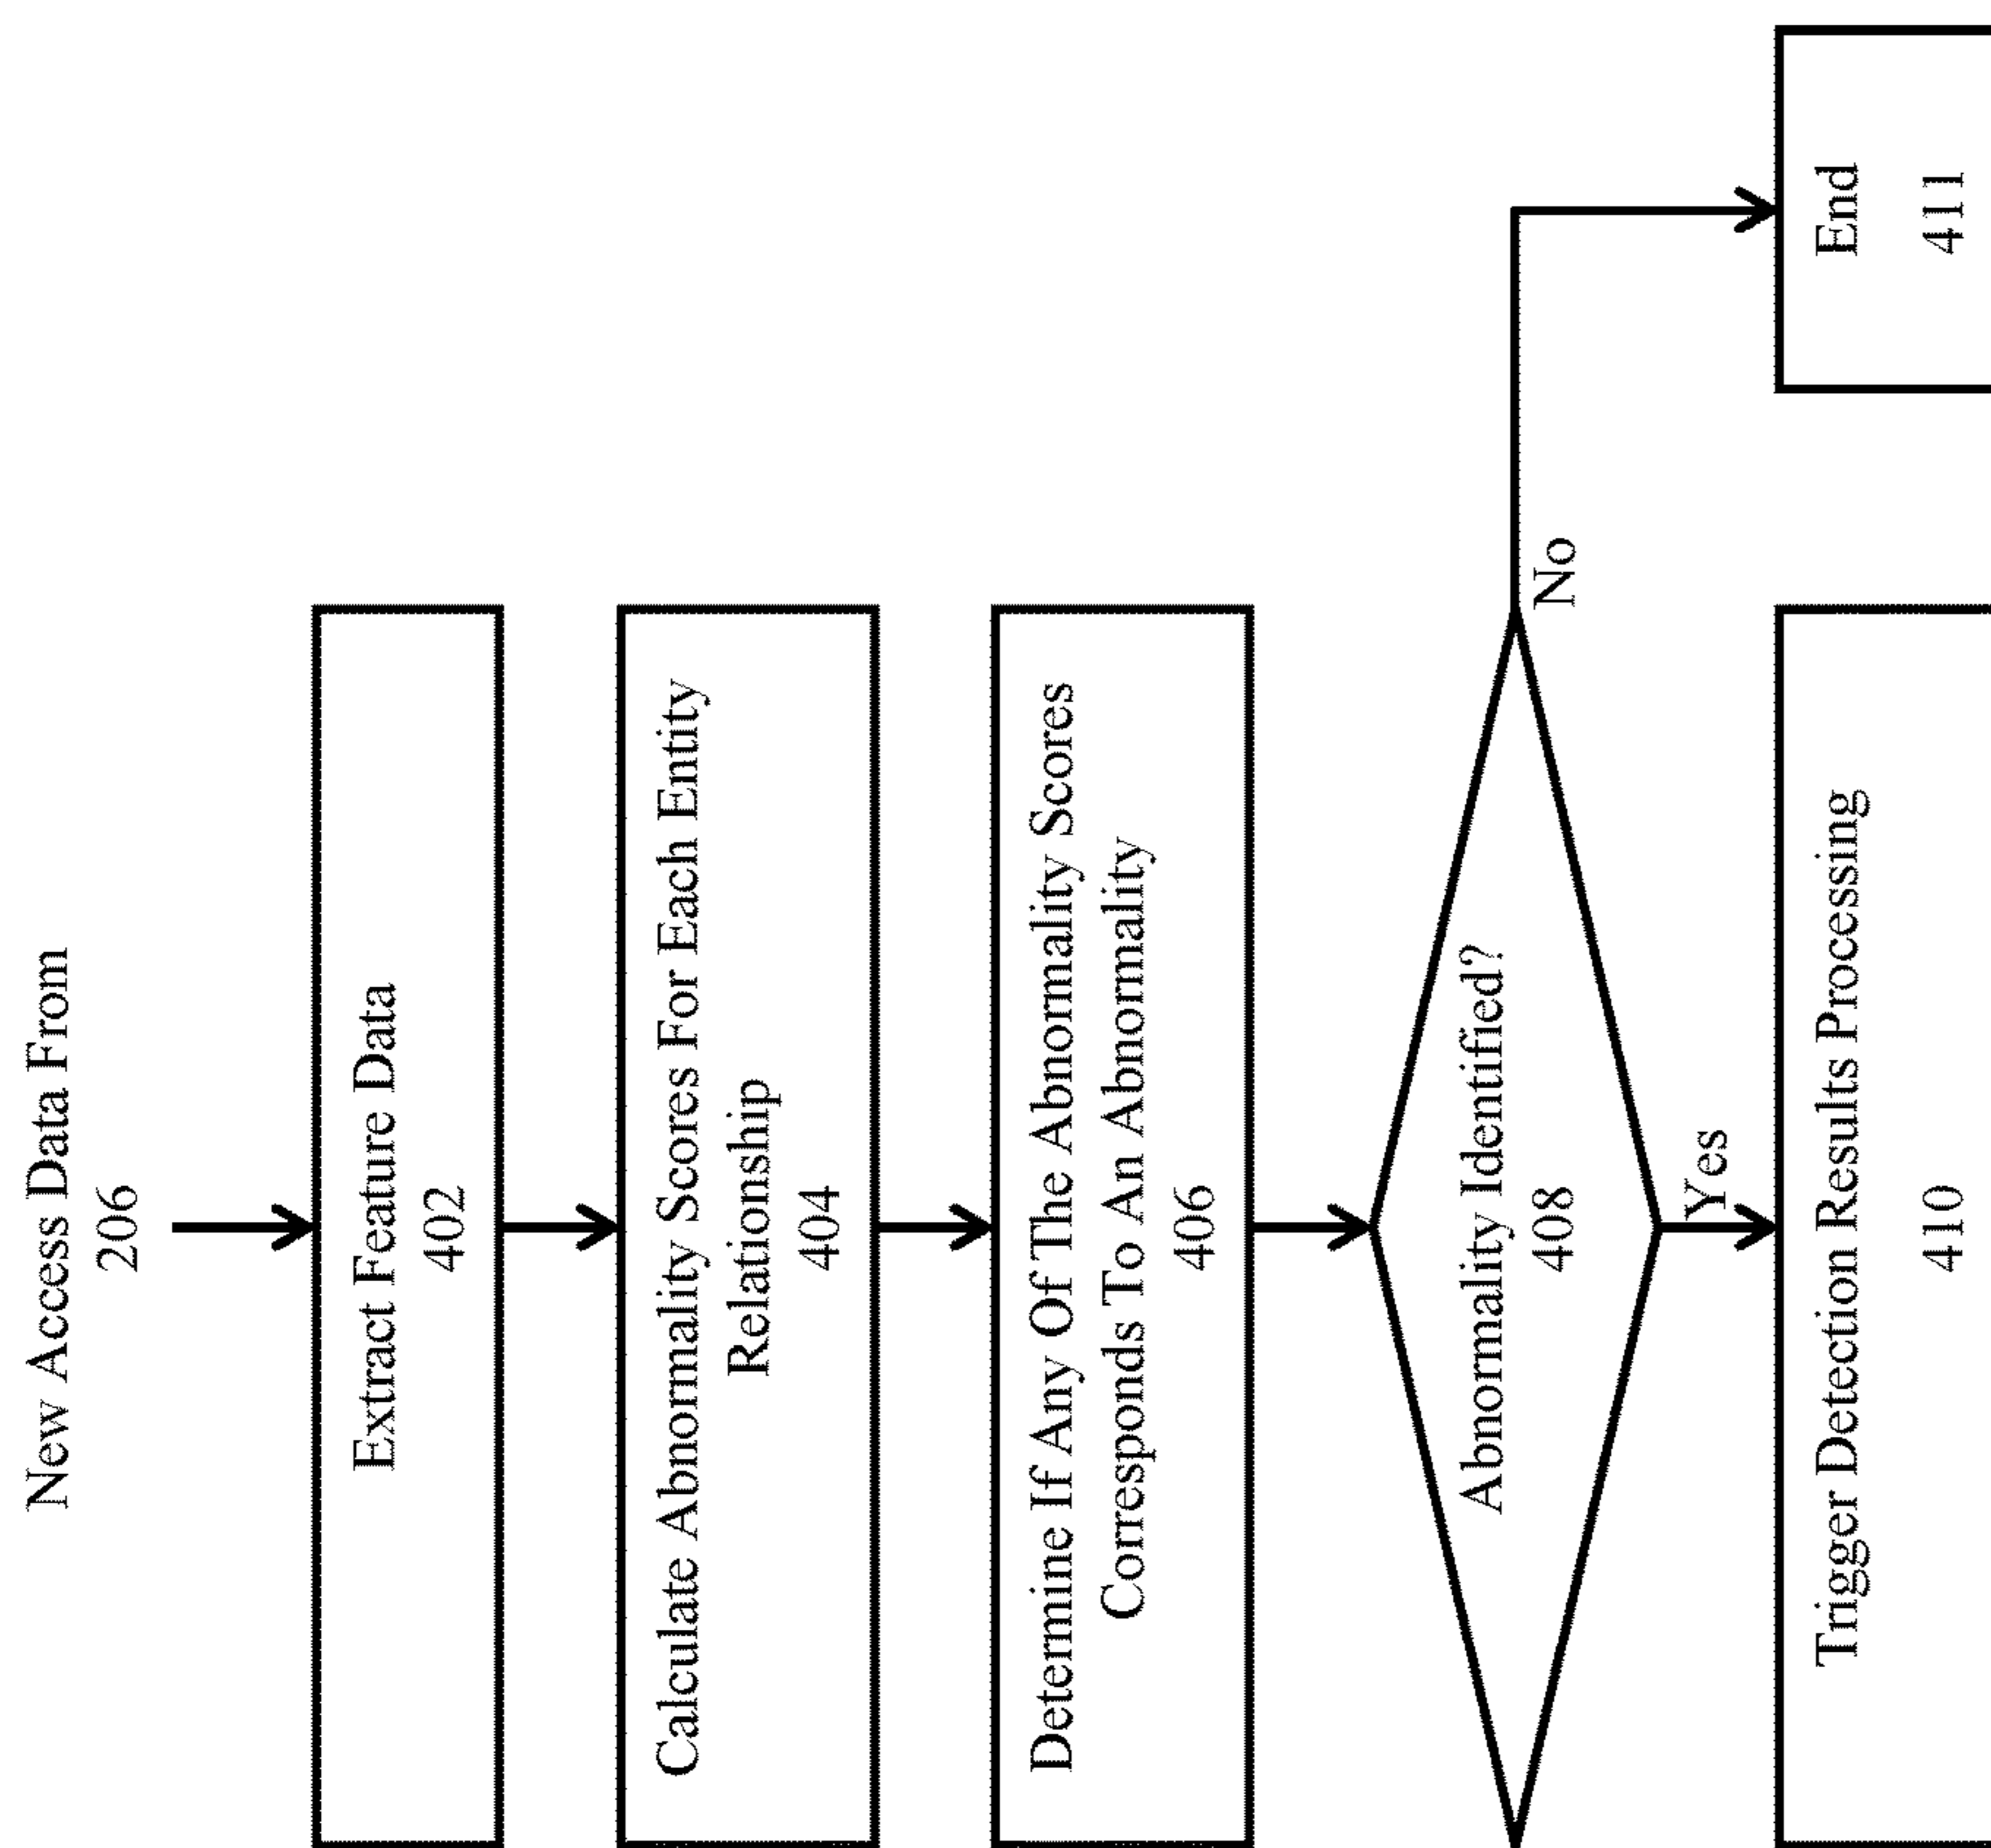 New Access Data From
206
Extract Feature Data
402
Calculate Abnormality Scores For Each Entity
Relationship
404
Determine If Any Of The Abnormality Scores
Corresponds To An Abnormality
406
Abnormality Identified?
408
No
Yes
Trigger Detection Results Processing
410
End
411